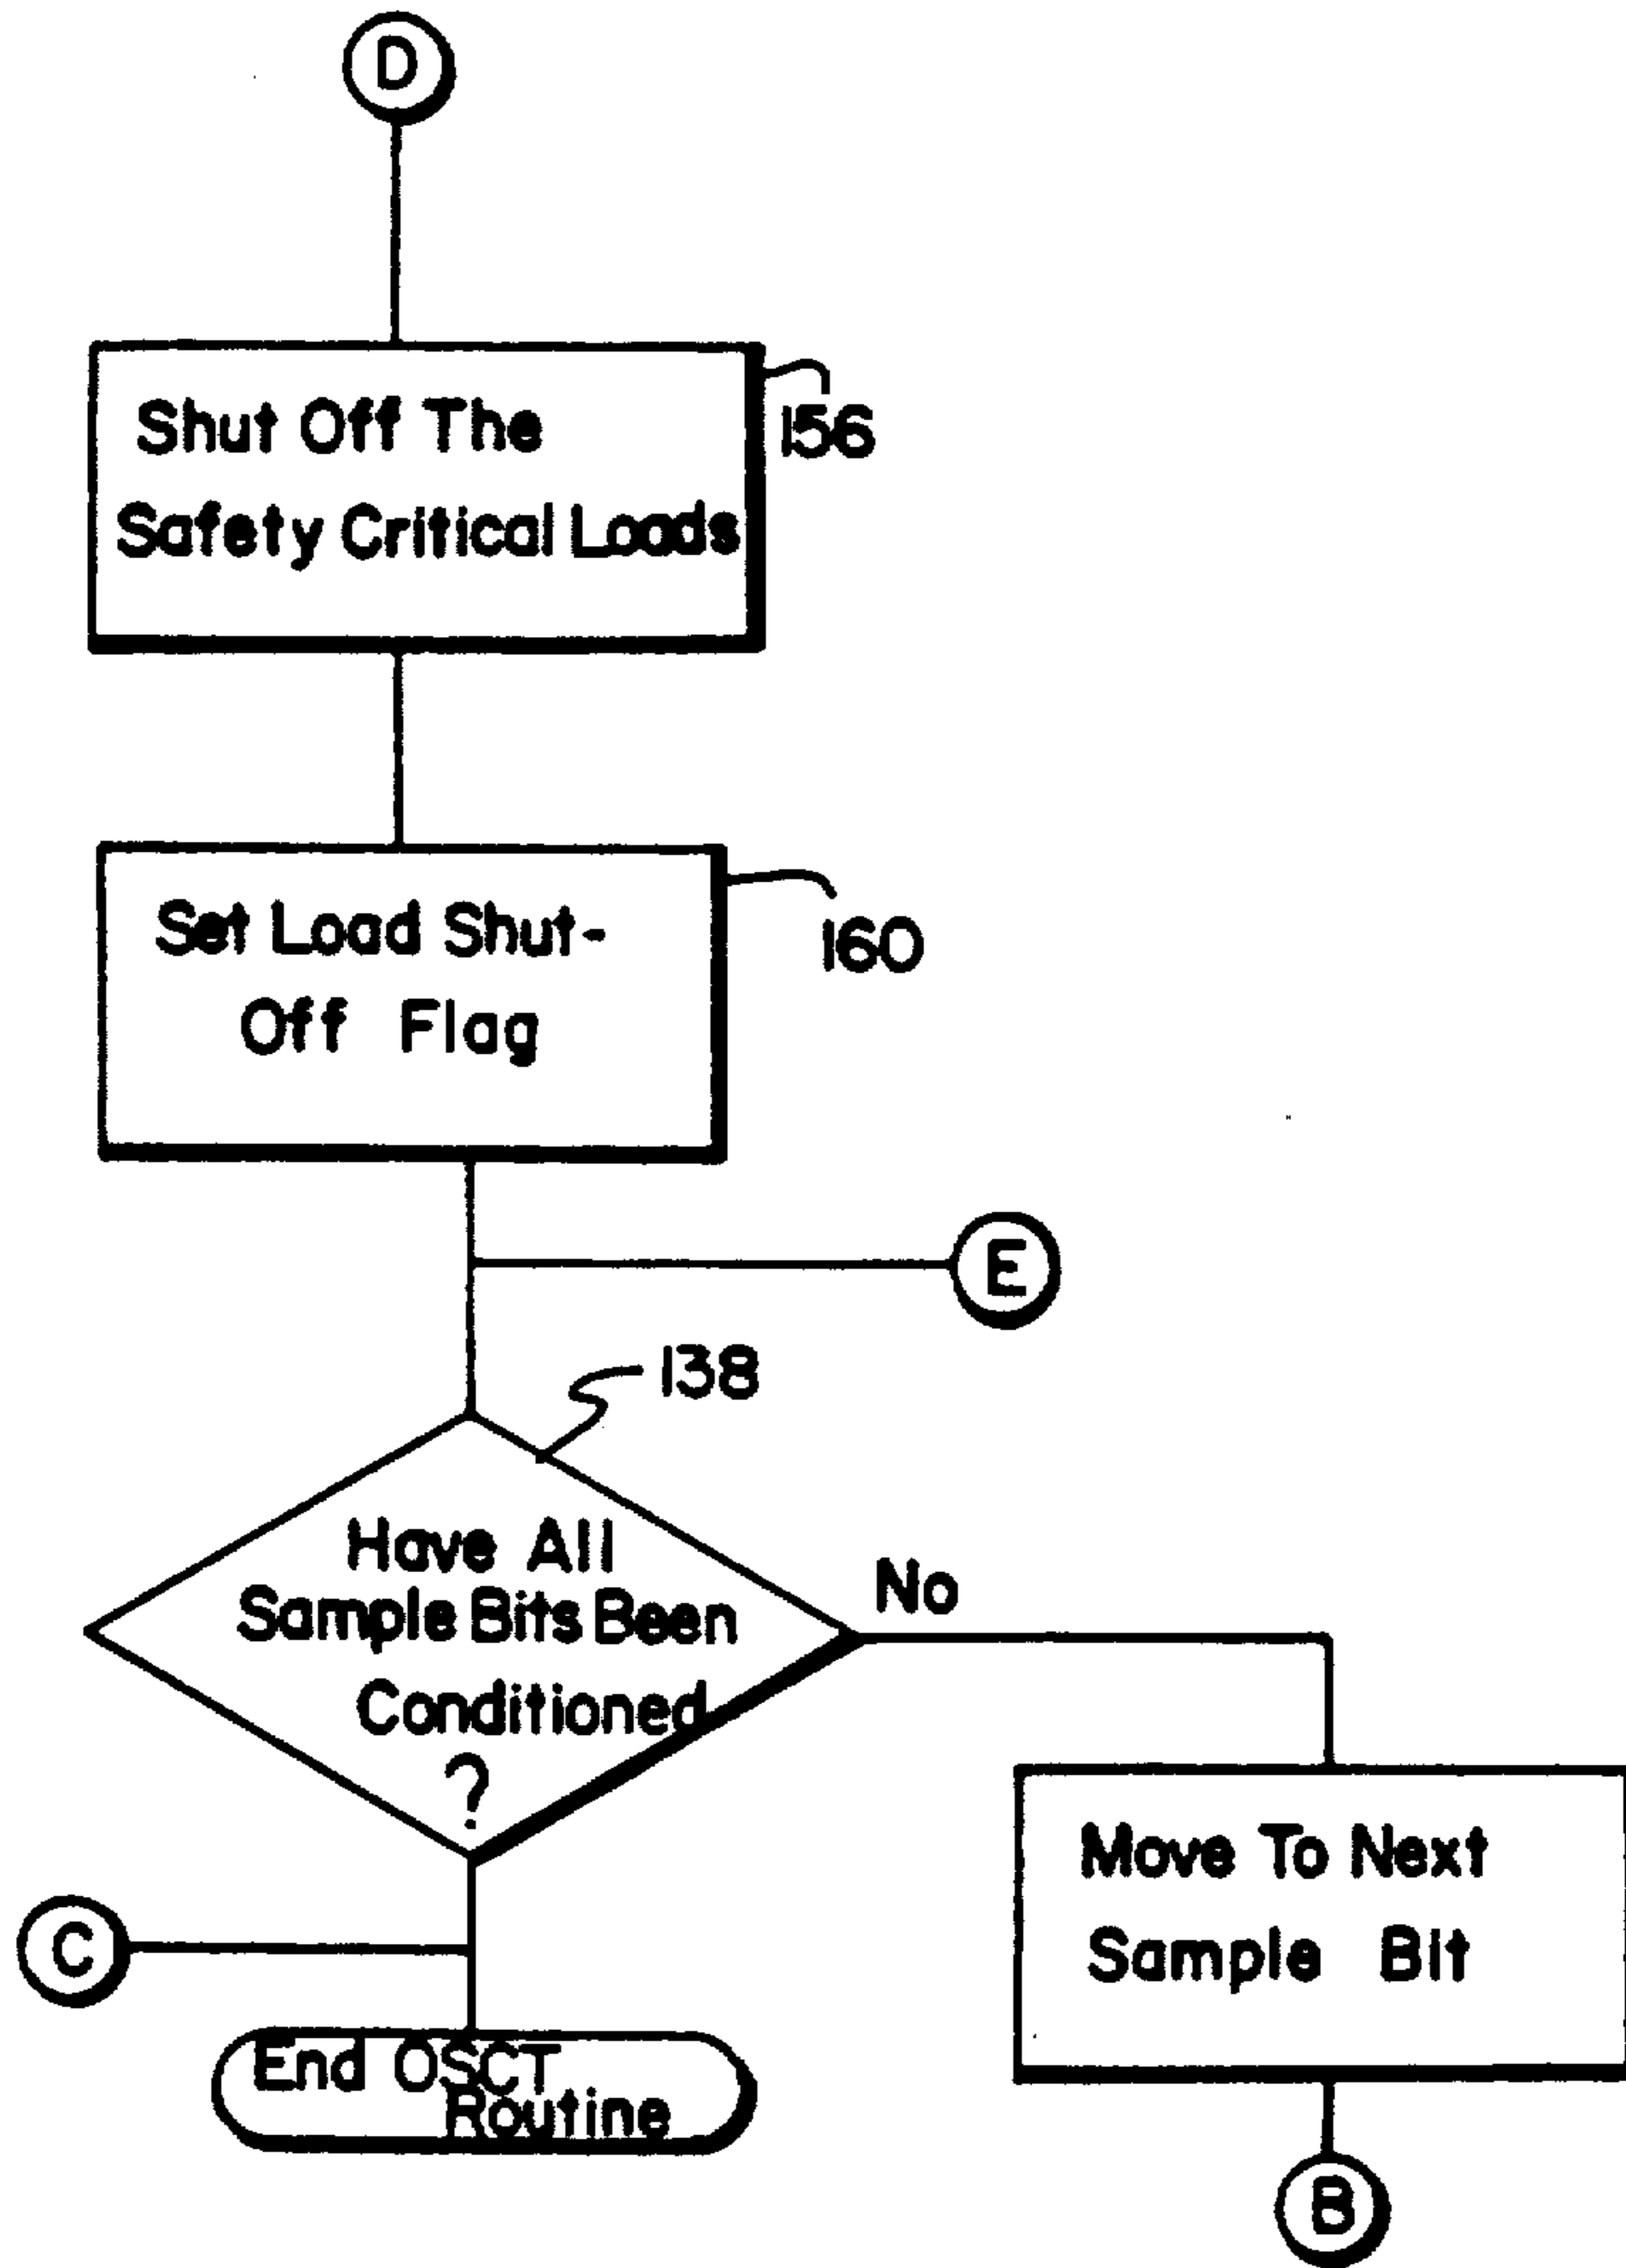 D
Shut Off The
Safety Critical Loads
156
Set Load Shut-
Off Flag
160
E
138
Have All
Sample Bits Been
Conditioned
?
No
Move To Next
Sample Bit
C
End OSCT
Routine
B